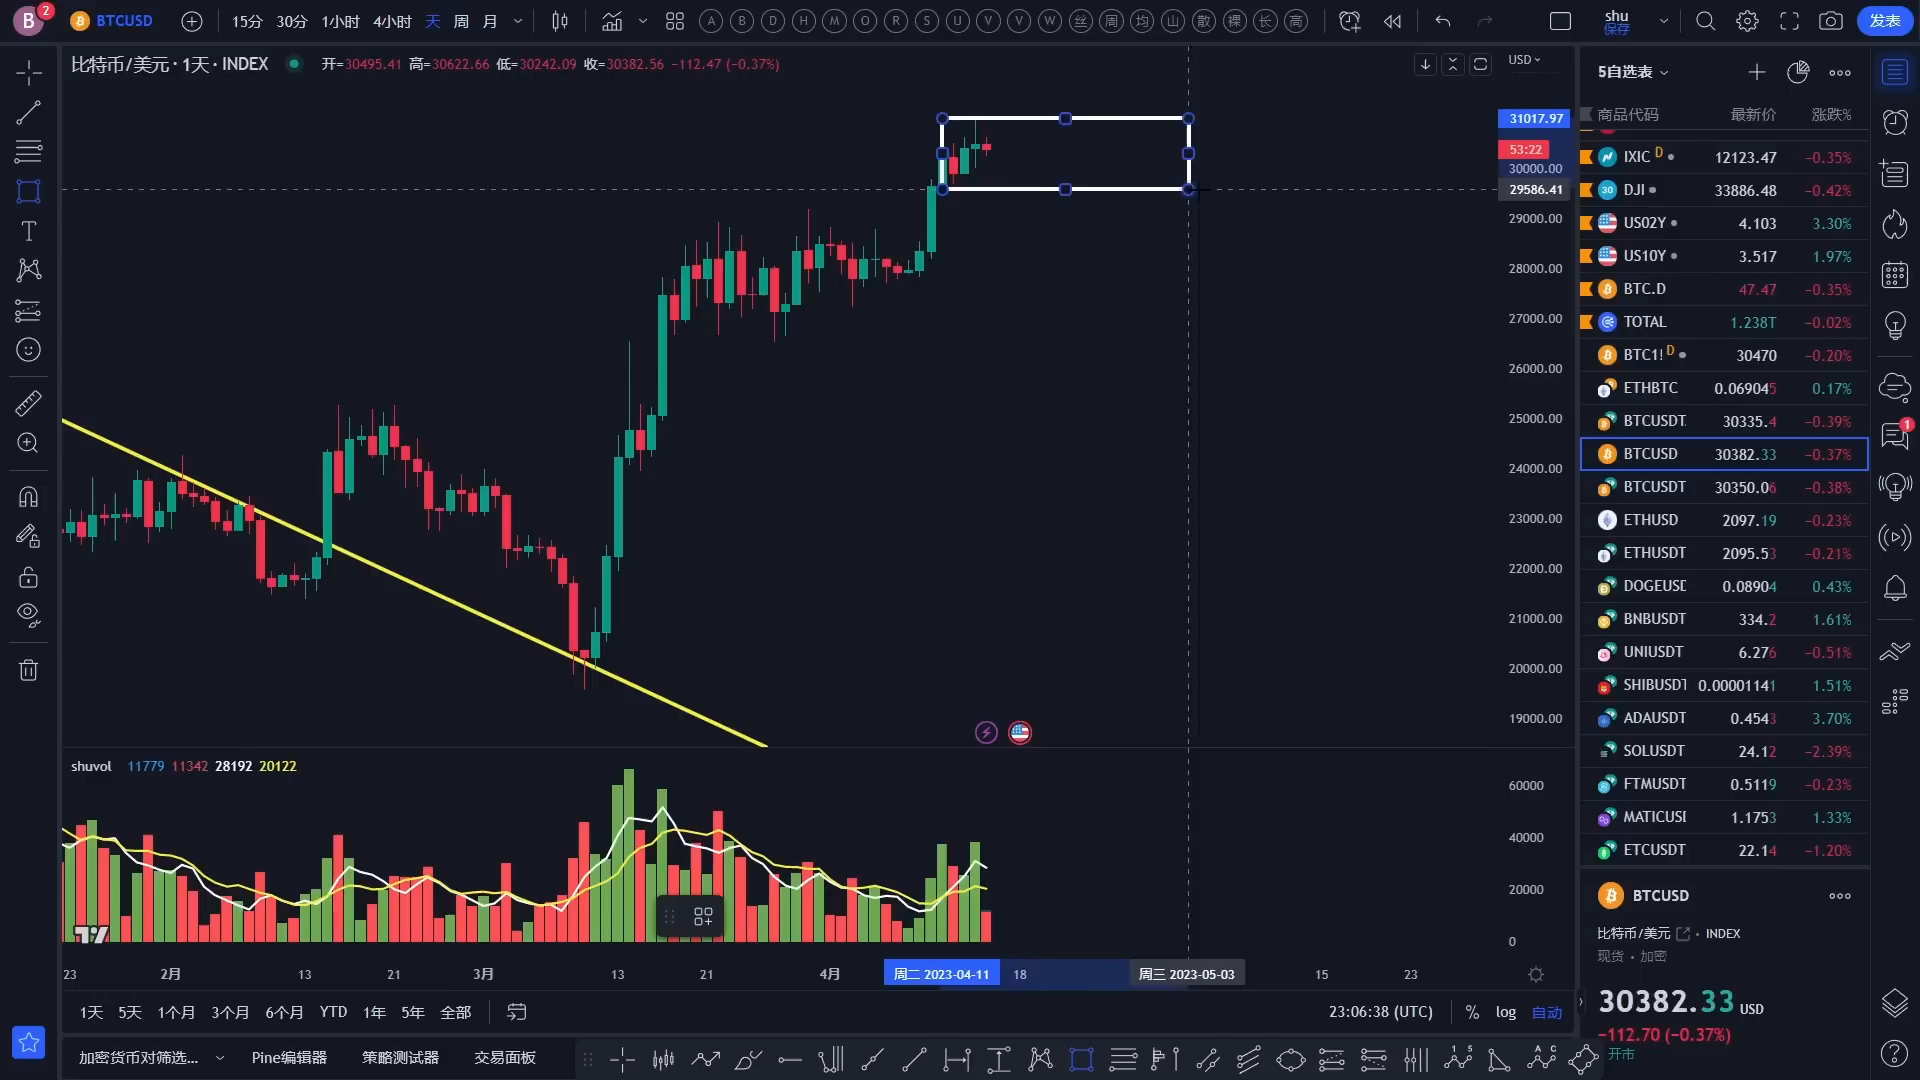 B 2 BTCUSD 15分 30分 1小时 4小时 天 周 月 A B D H M O R S U V V W 丝 周 均 山 散 裸 长 高 shu 保存 发表
比特币/美元 · 1天 · INDEX 开=30495.41 高=30622.66 低=30242.09 收=30382.56 −112.47 (−0.37%)
USD
31017.97
53:22
30000.00
29586.41
29000.00
28000.00
27000.00
26000.00
25000.00
24000.00
23000.00
22000.00
21000.00
20000.00
19000.00
shuvol 11779 11342 28192 20122
60000
40000
20000
0
23 2月 13 21 3月 13 21 4月 周二 2023-04-11 18 周三 2023-05-03 15 23
1天 5天 1个月 3个月 6个月 YTD 1年 5年 全部 23:06:38 (UTC) % log 自动
加密货币对筛选... Pine编辑器 策略测试器 交易面板
5自选表
商品代码 最新价 涨跌%
IXIC D 12123.47 −0.35%
30 DJI 33886.48 −0.42%
US02Y 4.103 3.30%
US10Y 3.517 1.97%
BTC.D 47.47 −0.35%
TOTAL 1.238T −0.02%
BTC1! D 30470 −0.20%
ETHBTC 0.069045 0.17%
BTCUSDT. 30335.4 −0.39%
BTCUSD 30382.33 −0.37%
BTCUSDT 30350.06 −0.38%
ETHUSD 2097.19 −0.23%
ETHUSDT 2095.53 −0.21%
DOGEUSD 0.08904 0.43%
BNBUSDT 334.2 1.61%
UNIUSDT 6.276 −0.51%
SHIBUSDT 0.00001141 1.51%
ADAUSDT 0.4543 3.70%
SOLUSDT 24.12 −2.39%
FTMUSDT 0.5119 −0.23%
MATICUSD 1.1753 1.33%
ETCUSDT 22.14 −1.20%
BTCUSD
比特币/美元 · INDEX
现货 · 加密
30382.33 USD
−112.70 (−0.37%)
开市
1